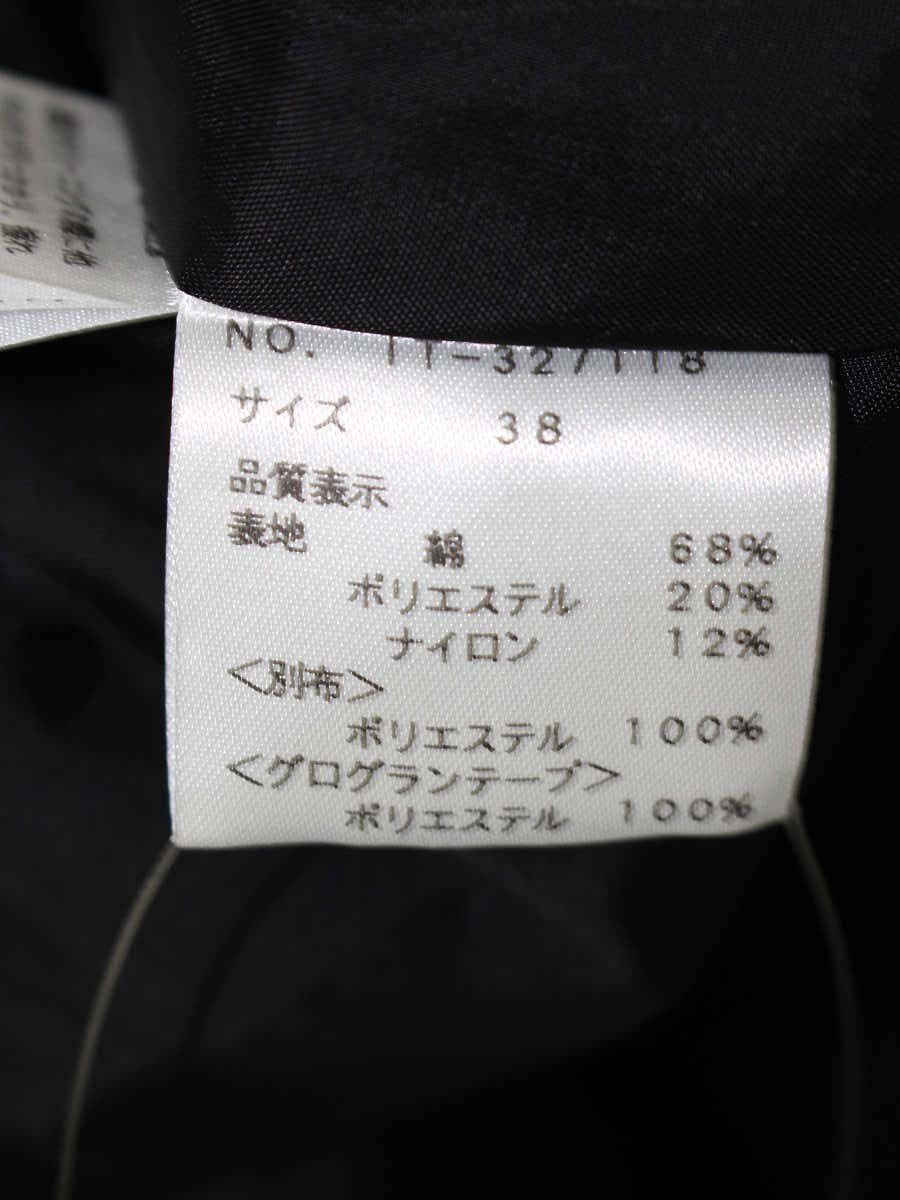 NO. 11-327118
サイズ 38
品質表示
表地 綿 68%
ポリエステル 20%
ナイロン 12%
<別布>
ポリエステル 100%
<グログランテープ>
ポリエステル 100%